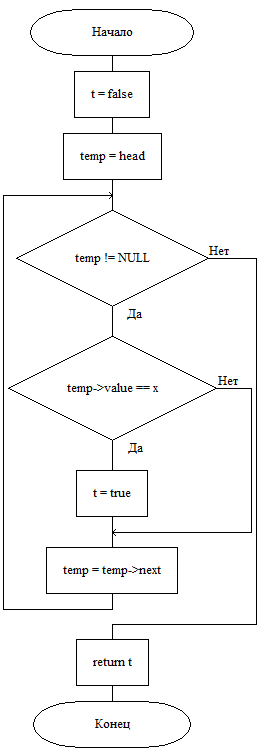 Начало
t = false
temp = head
temp != NULL
Нет
Да
temp->value == x
Нет
Да
t = true
temp = temp->next
return t
Конец